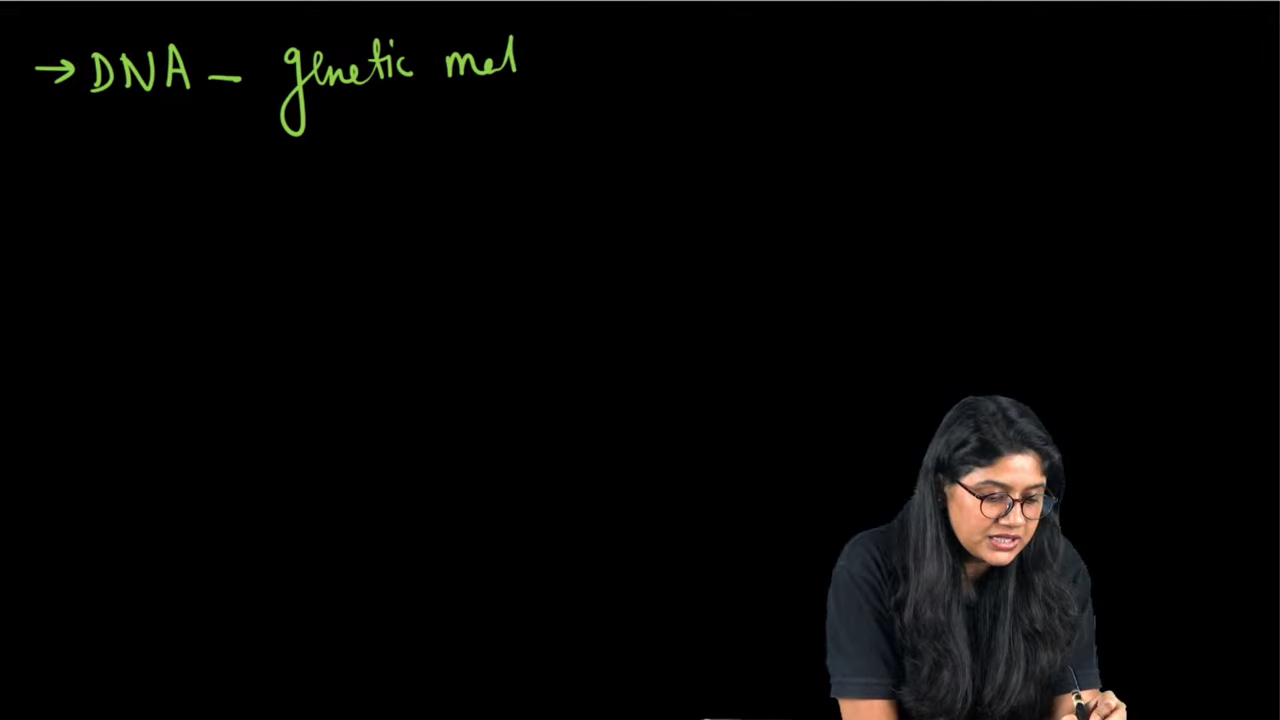 → DNA - genetic mat